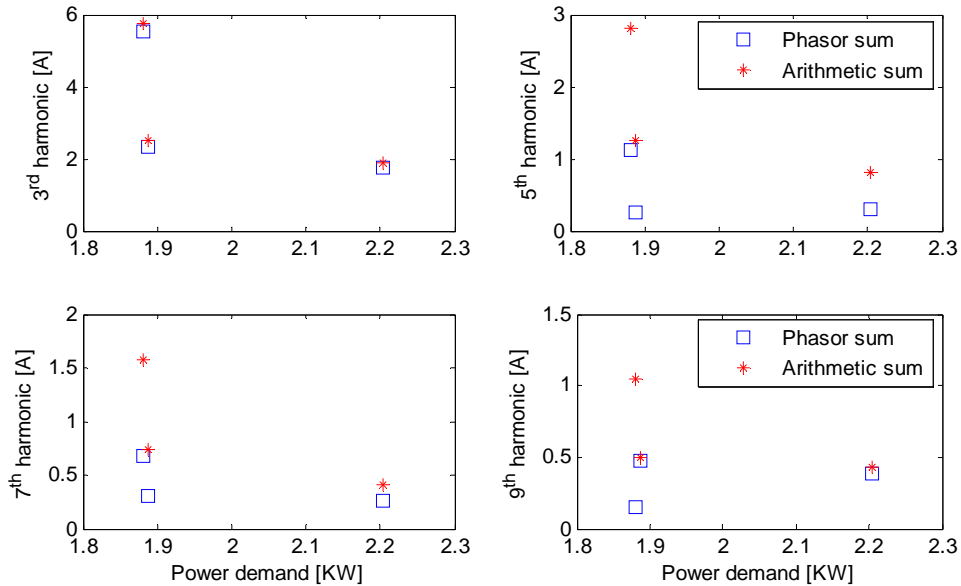 6
4
2
0
3rd harmonic [A]
1.8 1.9 2 2.1 2.2 2.3
3
2
1
0
5th harmonic [A]
Phasor sum
Arithmetic sum
1.8 1.9 2 2.1 2.2 2.3
2
1.5
1
0.5
0
7th harmonic [A]
1.8 1.9 2 2.1 2.2 2.3
Power demand [KW]
1.5
1
0.5
0
9th harmonic [A]
Phasor sum
Arithmetic sum
1.8 1.9 2 2.1 2.2 2.3
Power demand [KW]